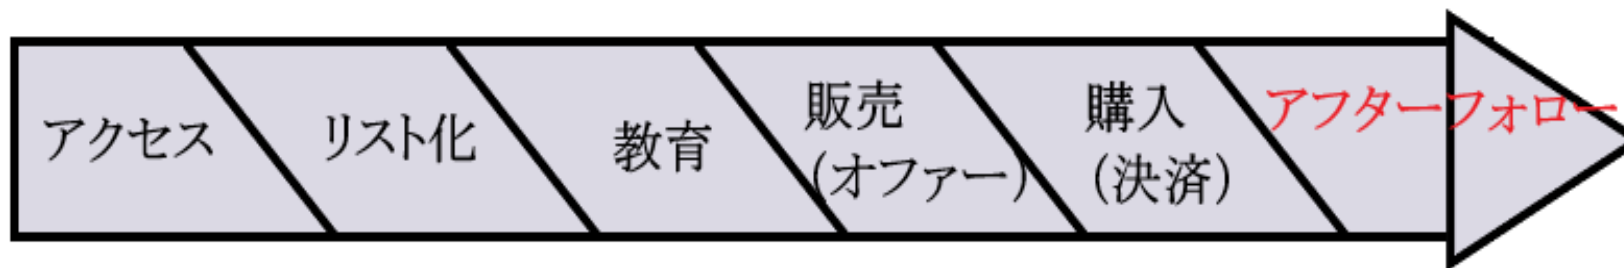 アクセス
リスト化
教育
販売
(オファー)
購入
(決済)
アフターフォロー